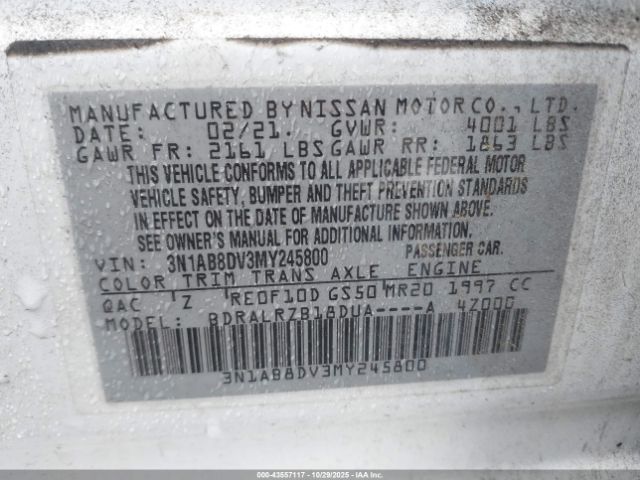 MANUFACTURED BY NISSAN MOTOR CO., LTD.
DATE: 02/21. GVWR: 4001 LBS
GAWR FR: 2161 LBS GAWR RR: 1863 LBS
THIS VEHICLE CONFORMS TO ALL APPLICABLE FEDERAL MOTOR
VEHICLE SAFETY, BUMPER AND THEFT PREVENTION STANDARDS
IN EFFECT ON THE DATE OF MANUFACTURE SHOWN ABOVE.
SEE OWNER'S MANUAL FOR ADDITIONAL INFORMATION.
VIN: 3N1AB8DV3MY245800 PASSENGER CAR.
COLOR TRIM TRANS AXLE ENGINE
QAC Z RE0F10D GS50 MR20 1997 CC
MODEL: BDRALRZB18DUA----A 4Z000
3N1AB8DV3MY245800
000-43557117 - 10/29/2025 - IAA